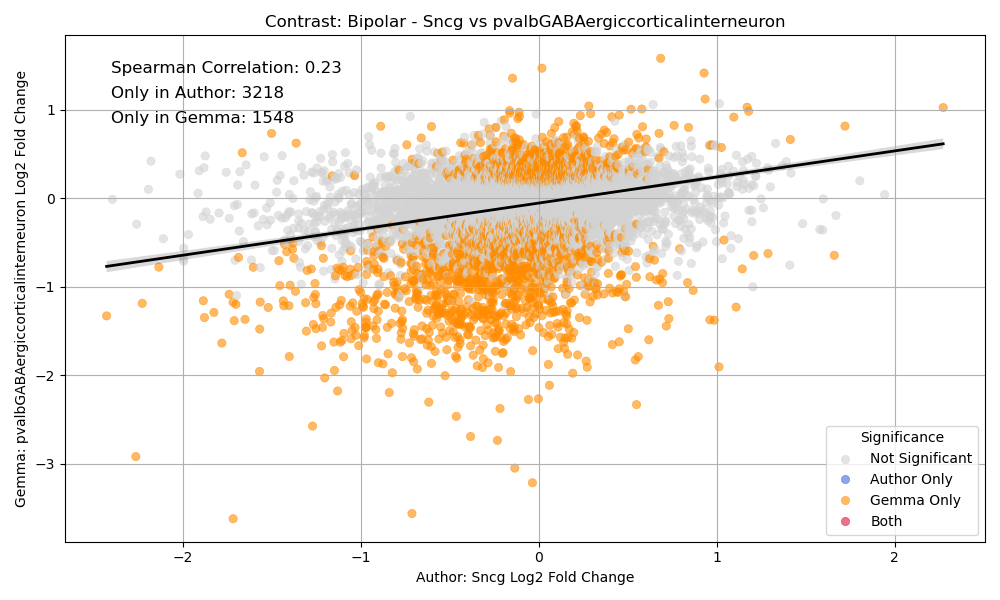 Contrast: Bipolar - Sncg vs pvalbGABAergiccorticalinterneuron
Spearman Correlation: 0.23
Only in Author: 3218
Only in Gemma: 1548
Gemma: pvalbGABAergiccorticalinterneuron Log2 Fold Change
1
0
−1
−2
−3
Significance
Not Significant
Author Only
Gemma Only
Both
−2
−1
0
1
2
Author: Sncg Log2 Fold Change